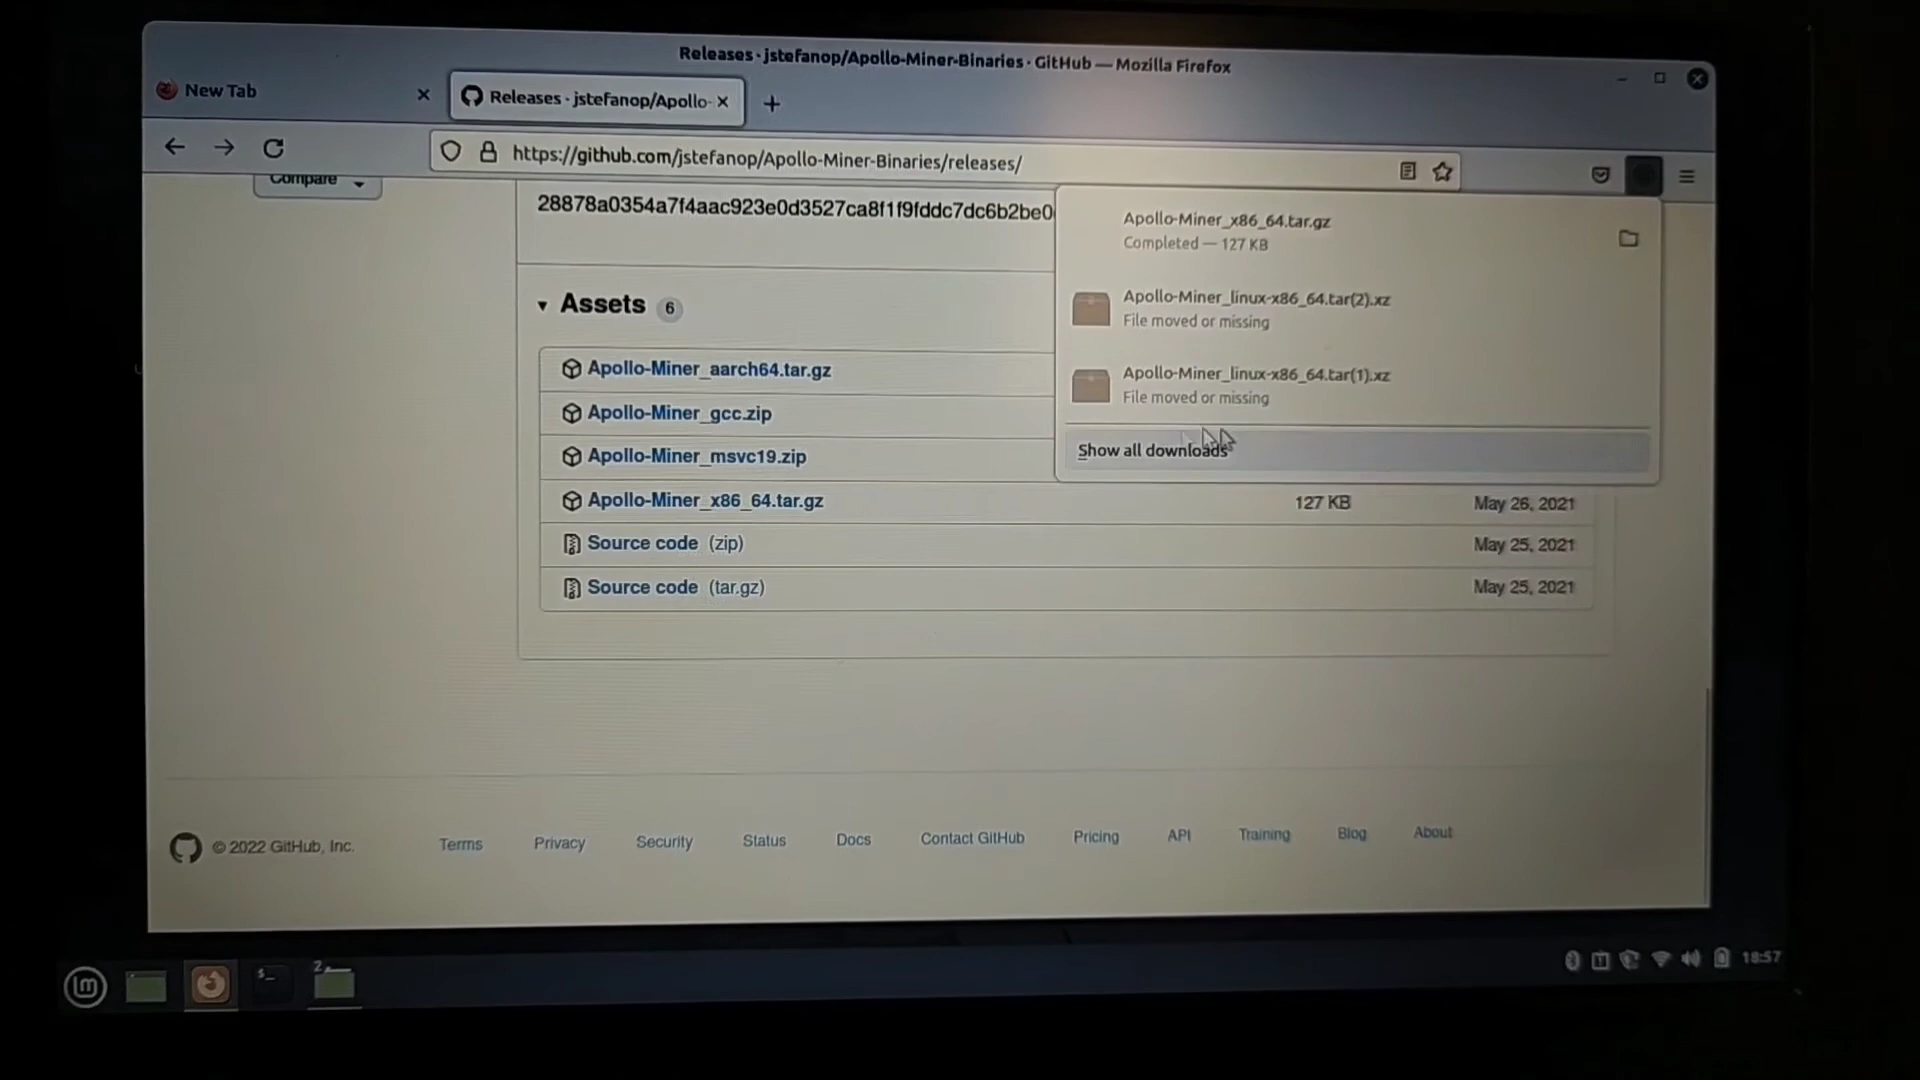 Releases · jstefanop/Apollo-Miner-Binaries · GitHub — Mozilla Firefox
New Tab
Releases · jstefanop/Apollo-
https://github.com/jstefanop/Apollo-Miner-Binaries/releases/
Compare
28878a0354a7f4aac923e0d3527ca8f1f9fddc7dc6b2be0
Apollo-Miner_x86_64.tar.gz
Completed — 127 KB
Apollo-Miner_linux-x86_64.tar(2).xz
File moved or missing
Apollo-Miner_linux-x86_64.tar(1).xz
File moved or missing
Show all downloads
Assets 6
Apollo-Miner_aarch64.tar.gz
Apollo-Miner_gcc.zip
Apollo-Miner_msvc19.zip
Apollo-Miner_x86_64.tar.gz 127 KB May 26, 2021
Source code (zip) May 25, 2021
Source code (tar.gz) May 25, 2021
© 2022 GitHub, Inc. Terms Privacy Security Status Docs Contact GitHub Pricing API Training Blog About
2
18:57